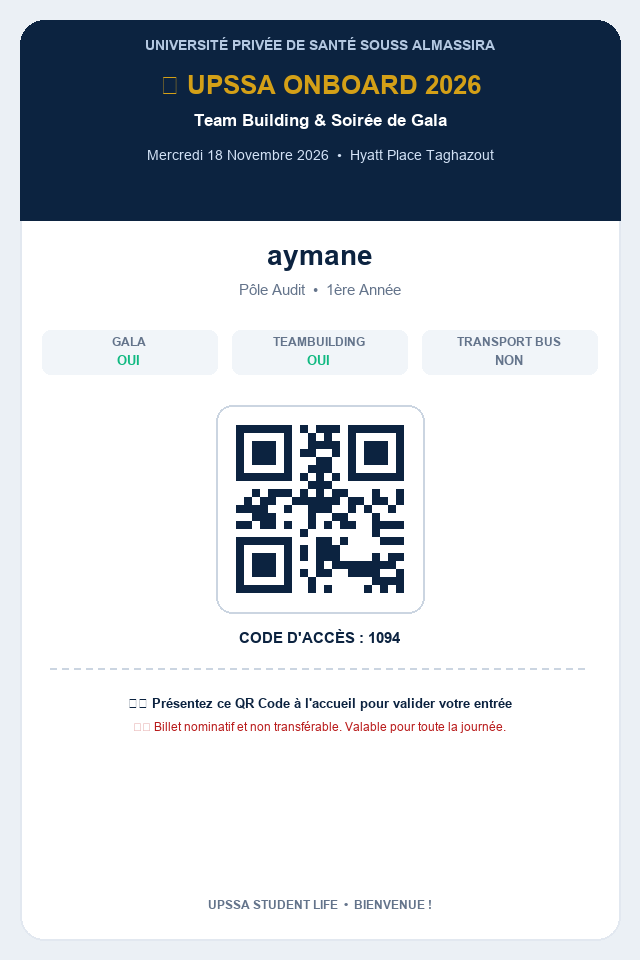 UNIVERSITÉ PRIVÉE DE SANTÉ SOUSS ALMASSIRA
UPSSA ONBOARD 2026
Team Building & Soirée de Gala
Mercredi 18 Novembre 2026 • Hyatt Place Taghazout
aymane
Pôle Audit • 1ère Année
GALA
OUI
TEAMBUILDING
OUI
TRANSPORT BUS
NON
CODE D'ACCÈS : 1094
Présentez ce QR Code à l'accueil pour valider votre entrée
Billet nominatif et non transférable. Valable pour toute la journée.
UPSSA STUDENT LIFE • BIENVENUE !